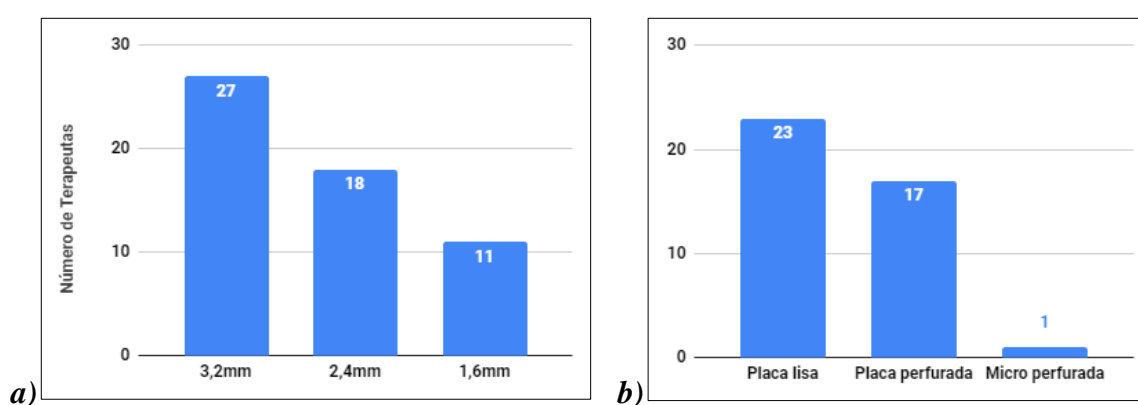 a)
Número de Terapeutas
30
20
10
0
27
18
11
3,2mm
2,4mm
1,6mm
b)
30
20
10
0
23
17
1
Placa lisa
Placa perfurada
Micro perfurada